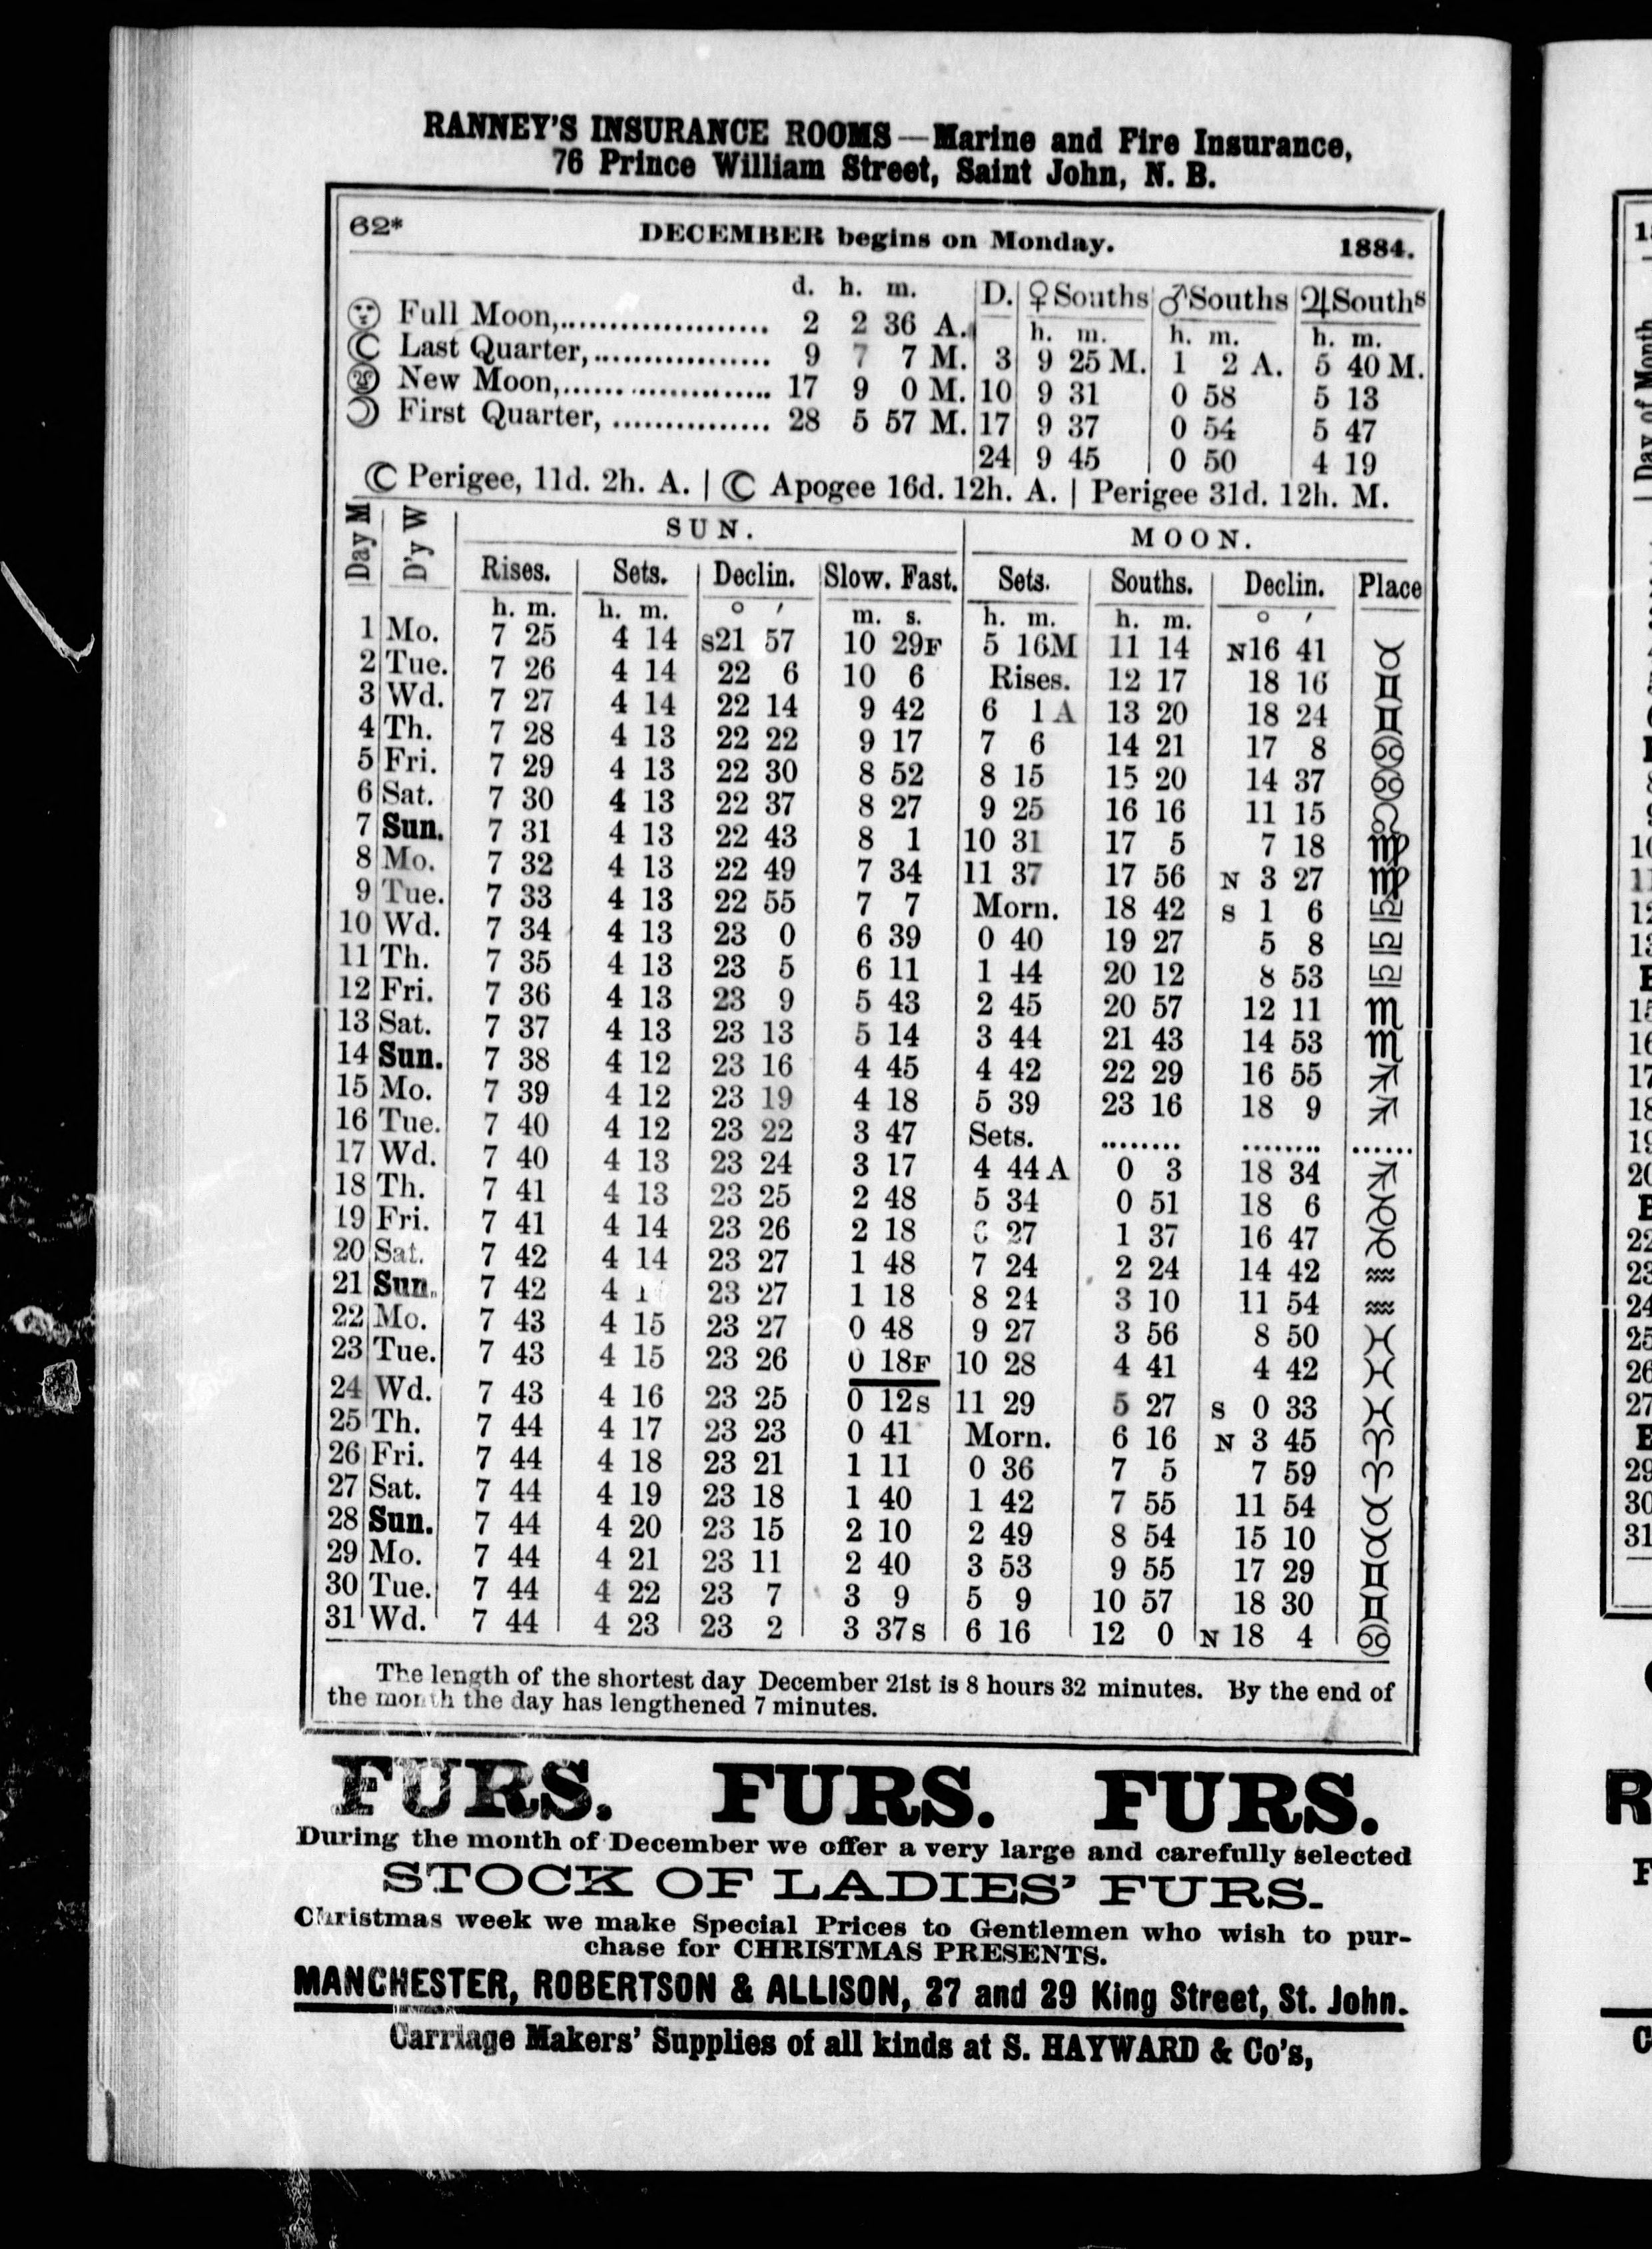 RANNEY'S INSURANCE ROOMS—Marine and Fire Insurance,
76 Prince William Street, Saint John, N. B.
62* DECEMBER begins on Monday. 1884.
d. h. m. D. ♀ Souths ♂ Souths ♃ Souths
Full Moon,..................... 2 2 36 A. h. m. h. m. h. m.
Last Quarter,.................. 9 7 7 M. 3 9 25 M. 1 2 A. 5 40 M.
New Moon,..................... 17 9 0 M. 10 9 31 0 58 5 13
First Quarter, ................ 28 5 57 M. 17 9 37 0 54 5 47
24 9 45 0 50 4 19
☾ Perigee, 11d. 2h. A. | ☾ Apogee 16d. 12h. A. | Perigee 31d. 12h. M.
Day M D'y W SUN. MOON.
Rises. Sets. Declin. Slow. Fast. Sets. Souths. Declin. Place
h. m. h. m. ° ′ m. s. h. m. h. m. ° ′
1 Mo. 7 25 4 14 S21 57 10 29F 5 16M 11 14 N16 41 ♉
2 Tue. 7 26 4 14 22 6 10 6 Rises. 12 17 18 16 ♊
3 Wd. 7 27 4 14 22 14 9 42 6 1A 13 20 18 24 ♊
4 Th. 7 28 4 13 22 22 9 17 7 6 14 21 17 8 ♋
5 Fri. 7 29 4 13 22 30 8 52 8 15 15 20 14 37 ♋
6 Sat. 7 30 4 13 22 37 8 27 9 25 16 16 11 15 ♌
7 Sun. 7 31 4 13 22 43 8 1 10 31 17 5 7 18 ♍
8 Mo. 7 32 4 13 22 49 7 34 11 37 17 56 N 3 27 ♍
9 Tue. 7 33 4 13 22 55 7 7 Morn. 18 42 S 1 6 ♎
10 Wd. 7 34 4 13 23 0 6 39 0 40 19 27 5 8 ♎
11 Th. 7 35 4 13 23 5 6 11 1 44 20 12 8 53 ♎
12 Fri. 7 36 4 13 23 9 5 43 2 45 20 57 12 11 ♏
13 Sat. 7 37 4 13 23 13 5 14 3 44 21 43 14 53 ♏
14 Sun. 7 38 4 12 23 16 4 45 4 42 22 29 16 55 ♐
15 Mo. 7 39 4 12 23 19 4 18 5 39 23 16 18 9 ♐
16 Tue. 7 40 4 12 23 22 3 47 Sets. ........ ........ ......
17 Wd. 7 40 4 13 23 24 3 17 4 44A 0 3 18 34 ♐
18 Th. 7 41 4 13 23 25 2 48 5 34 0 51 18 6 ♑
19 Fri. 7 41 4 14 23 26 2 18 6 27 1 37 16 47 ♑
20 Sat. 7 42 4 14 23 27 1 48 7 24 2 24 14 42 ♒
21 Sun. 7 42 4 23 27 1 18 8 24 3 10 11 54 ♒
22 Mo. 7 43 4 15 23 27 0 48 9 27 3 56 8 50 ♓
23 Tue. 7 43 4 15 23 26 0 18F 10 28 4 41 4 42 ♓
24 Wd. 7 43 4 16 23 25 0 12S 11 29 5 27 S 0 33 ♓
25 Th. 7 44 4 17 23 23 0 41 Morn. 6 16 N 3 45 ♈
26 Fri. 7 44 4 18 23 21 1 11 0 36 7 5 7 59 ♈
27 Sat. 7 44 4 19 23 18 1 40 1 42 7 55 11 54 ♉
28 Sun. 7 44 4 20 23 15 2 10 2 49 8 54 15 10 ♉
29 Mo. 7 44 4 21 23 11 2 40 3 53 9 55 17 29 ♊
30 Tue. 7 44 4 22 23 7 3 9 5 9 10 57 18 30 ♊
31 Wd. 7 44 4 23 23 2 3 37S 6 16 12 0 N 18 4 ♋
The length of the shortest day December 21st is 8 hours 32 minutes. By the end of
the month the day has lengthened 7 minutes.
FURS. FURS. FURS.
During the month of December we offer a very large and carefully selected
STOCK OF LADIES' FURS.
Christmas week we make Special Prices to Gentlemen who wish to pur-
chase for CHRISTMAS PRESENTS.
MANCHESTER, ROBERTSON & ALLISON, 27 and 29 King Street, St. John.
Carriage Makers' Supplies of all kinds at S. HAYWARD & Co's,